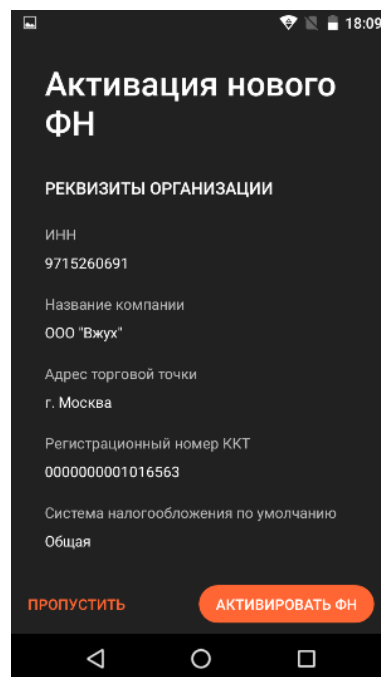 18:09
Активация нового
ФН
РЕКВИЗИТЫ ОРГАНИЗАЦИИ
ИНН
9715260691
Название компании
ООО "Вжух"
Адрес торговой точки
г. Москва
Регистрационный номер ККТ
0000000001016563
Система налогообложения по умолчанию
Общая
ПРОПУСТИТЬ
АКТИВИРОВАТЬ ФН